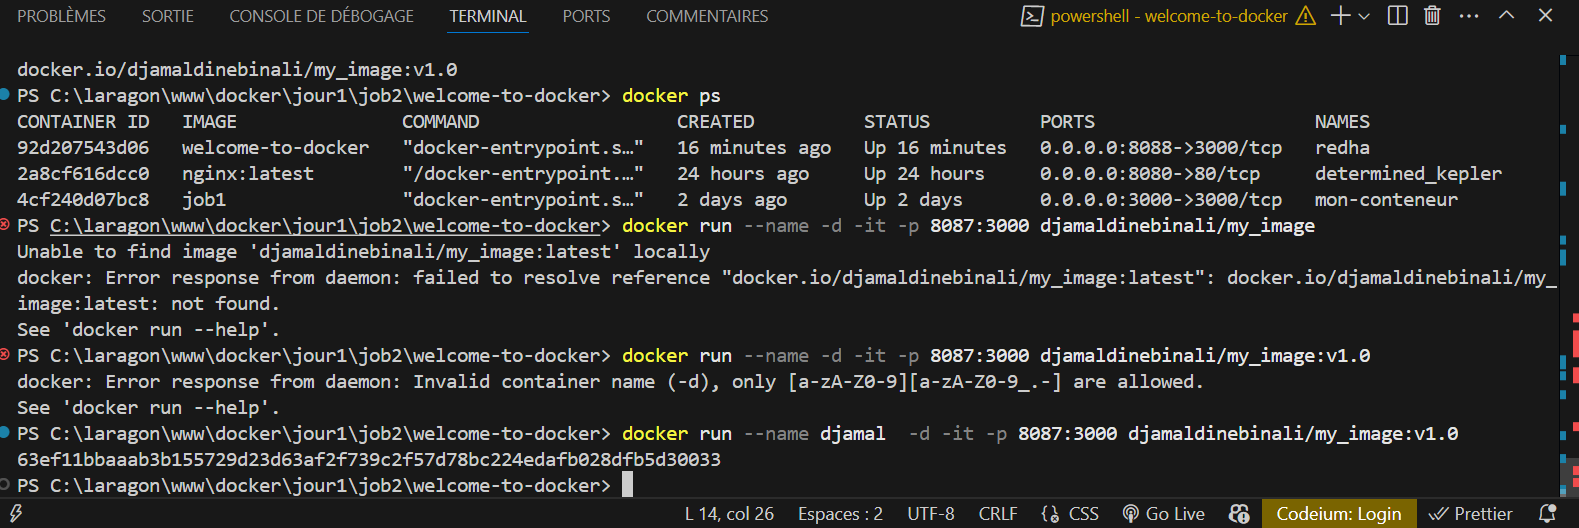 PROBLÈMES SORTIE CONSOLE DE DÉBOGAGE TERMINAL PORTS COMMENTAIRES powershell - welcome-to-docker
docker.io/djamaldinebinali/my_image:v1.0
PS C:\laragon\www\docker\jour1\job2\welcome-to-docker> docker ps
CONTAINER ID   IMAGE               COMMAND                  CREATED          STATUS          PORTS                    NAMES
92d207543d06   welcome-to-docker   "docker-entrypoint.s…"   16 minutes ago   Up 16 minutes   0.0.0.0:8088->3000/tcp   redha
2a8cf616dcc0   nginx:latest        "/docker-entrypoint.…"   24 hours ago     Up 24 hours     0.0.0.0:8080->80/tcp     determined_kepler
4cf240d07bc8   job1                "docker-entrypoint.s…"   2 days ago       Up 2 days       0.0.0.0:3000->3000/tcp   mon-conteneur
PS C:\laragon\www\docker\jour1\job2\welcome-to-docker> docker run --name -d -it -p 8087:3000 djamaldinebinali/my_image
Unable to find image 'djamaldinebinali/my_image:latest' locally
docker: Error response from daemon: failed to resolve reference "docker.io/djamaldinebinali/my_image:latest": docker.io/djamaldinebinali/my_
image:latest: not found.
See 'docker run --help'.
PS C:\laragon\www\docker\jour1\job2\welcome-to-docker> docker run --name -d -it -p 8087:3000 djamaldinebinali/my_image:v1.0
docker: Error response from daemon: Invalid container name (-d), only [a-zA-Z0-9][a-zA-Z0-9_.-] are allowed.
See 'docker run --help'.
PS C:\laragon\www\docker\jour1\job2\welcome-to-docker> docker run --name djamal  -d -it -p 8087:3000 djamaldinebinali/my_image:v1.0
63ef11bbaaab3b155729d23d63af2f739c2f57d78bc224edafb028dfb5d30033
PS C:\laragon\www\docker\jour1\job2\welcome-to-docker>
L 14, col 26 Espaces : 2 UTF-8 CRLF CSS Go Live Codeium: Login Prettier